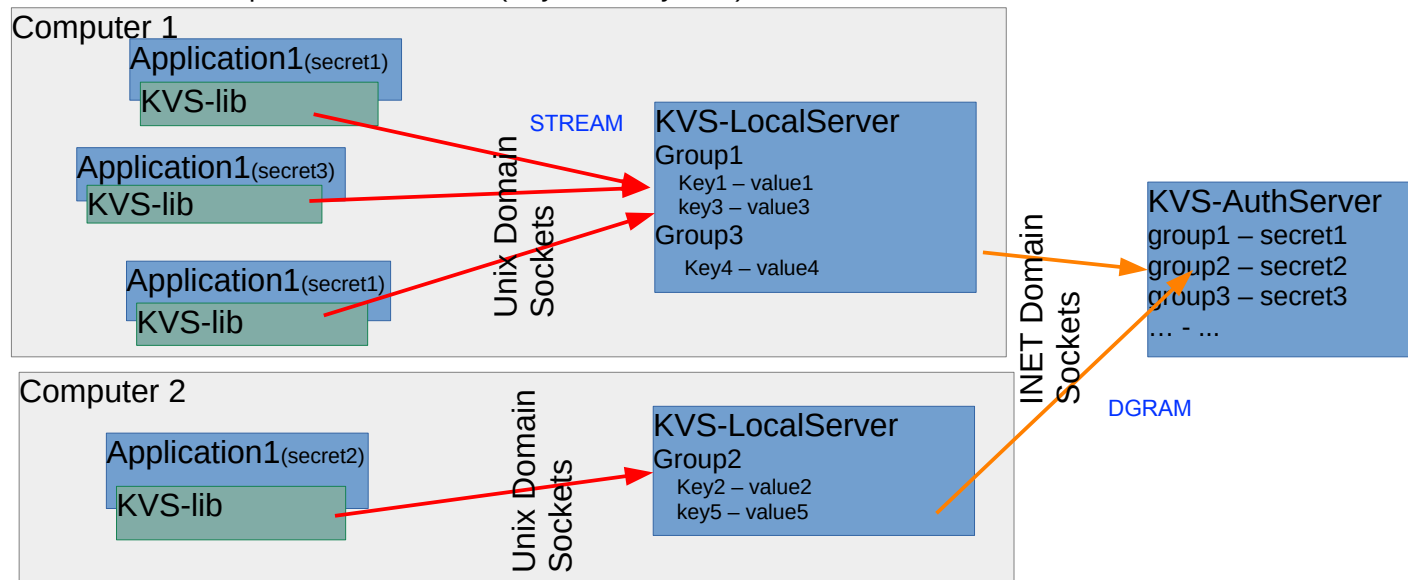 Computer 1
Application1(secret1)
KVS-lib
Application1(secret3)
KVS-lib
Application1(secret1)
KVS-lib
STREAM
Unix Domain
Sockets
KVS-LocalServer
Group1
Key1 – value1
key3 – value3
Group3
Key4 – value4
INET Domain
Sockets
KVS-AuthServer
group1 – secret1
group2 – secret2
group3 – secret3
... - ...
DGRAM
Computer 2
Application1(secret2)
KVS-lib
Unix Domain
Sockets
KVS-LocalServer
Group2
Key2 – value2
key5 – value5